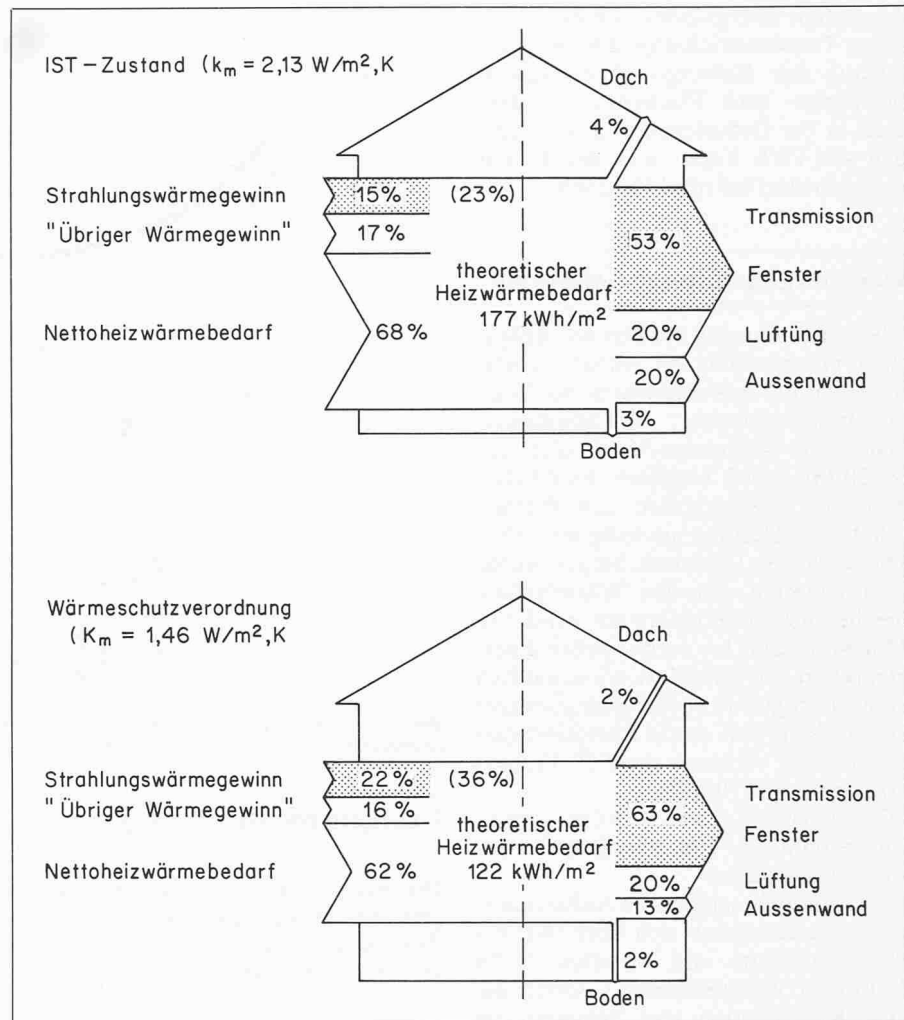 IST-Zustand (km = 2,13 W/m²,K
Dach
4%
Strahlungswärmegewinn
15% (23%)
Transmission
"Übriger Wärmegewinn"
17%
53%
theoretischer
Heizwärmebedarf
177 kWh/m²
Fenster
Nettoheizwärmebedarf
68%
20%
Luftüng
20%
Aussenwand
3%
Boden
Wärmeschutzverordnung
(Km = 1,46 W/m²,K
Dach
2%
Strahlungswärmegewinn
22% (36%)
Transmission
"Übriger Wärmegewinn"
16%
63%
theoretischer
Heizwärmebedarf
122 kWh/m²
Fenster
Nettoheizwärmebedarf
62%
20%
Lüftung
13%
Aussenwand
2%
Boden